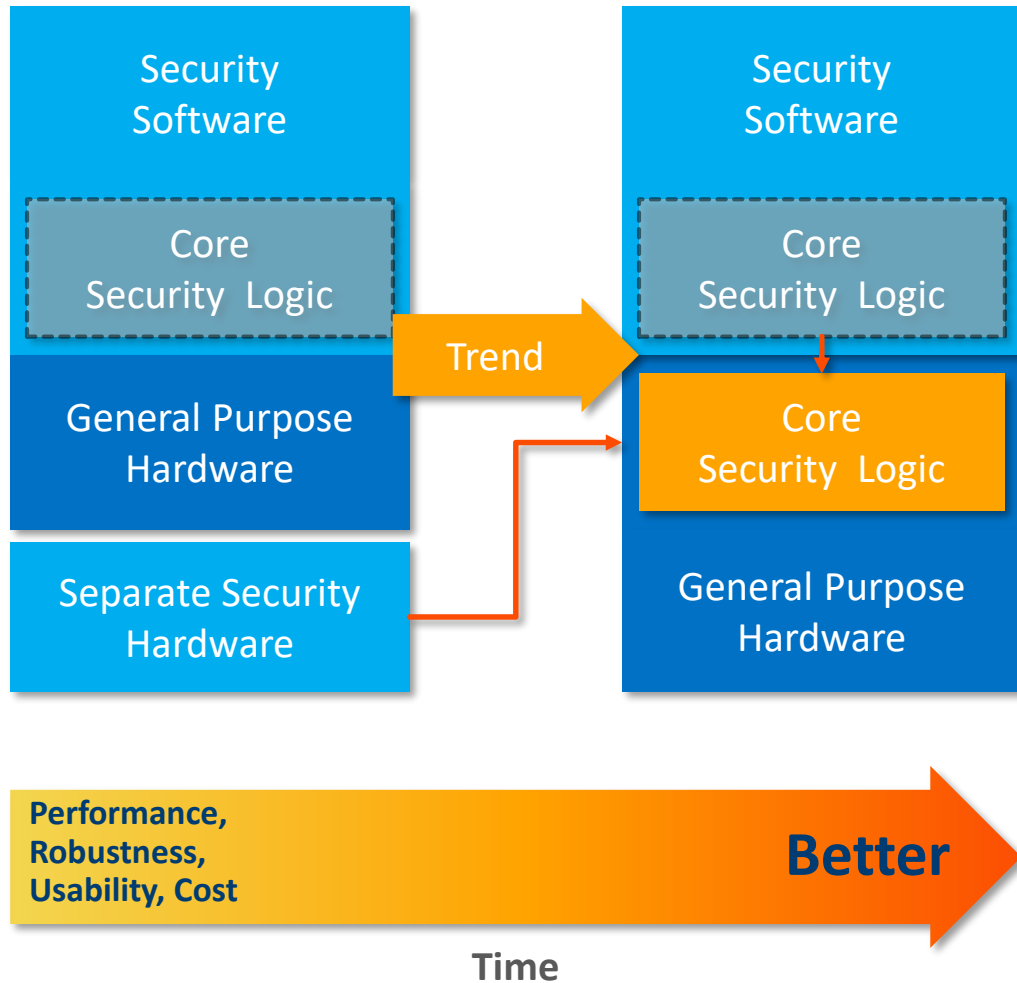 Security
Software
Core
Security Logic
General Purpose
Hardware
Separate Security
Hardware
Trend
Security
Software
Core
Security Logic
Core
Security Logic
General Purpose
Hardware
Performance,
Robustness,
Usability, Cost
Better
Time